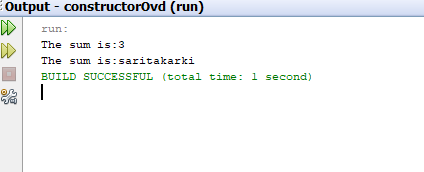 Output - constructorOvd (run)
run:
The sum is:3
The sum is:saritakarki
BUILD SUCCESSFUL (total time: 1 second)